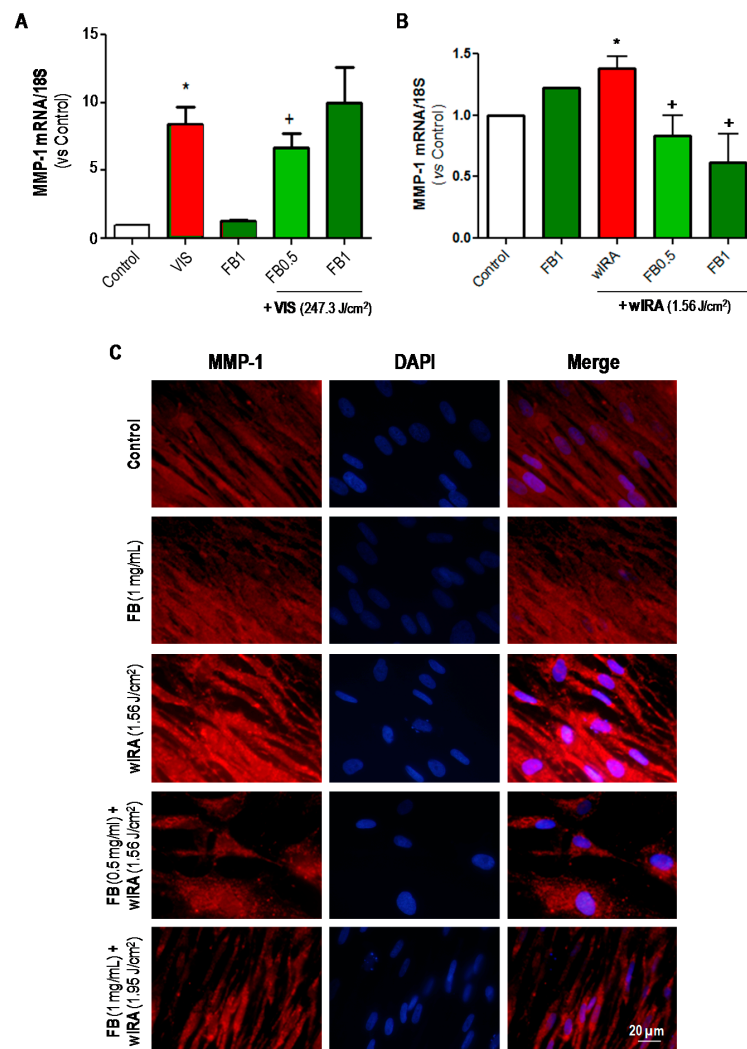 A
MMP-1 mRNA/18S
(vs Control)
15
10
5
0
Control
VIS
FB1
FB0.5
FB1
*
+
+ VIS (247.3 J/cm²)
B
MMP-1 mRNA/18S
(vs Control)
1.5
1.0
0.5
0.0
Control
FB1
wIRA
FB0.5
FB1
*
+
+
+ wIRA (1.56 J/cm²)
C
MMP-1 DAPI Merge
Control
FB (1 mg/mL)
wIRA (1.56 J/cm²)
FB (0.5 mg/ml) +
wIRA (1.56 J/cm²)
FB (1 mg/mL) +
wIRA (1.95 J/cm²)
20 µm